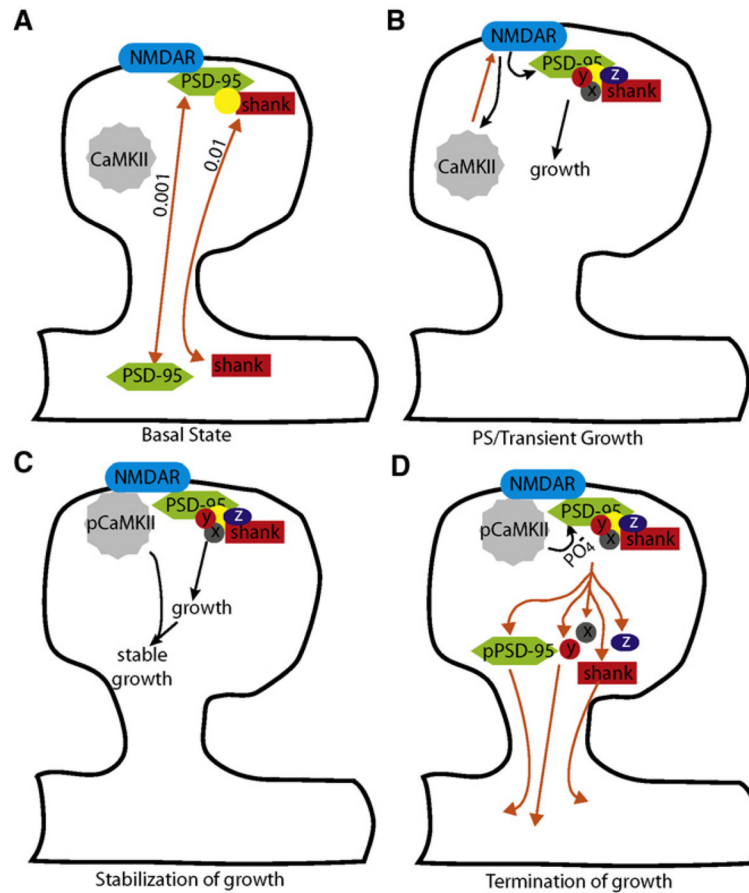 A
NMDAR
PSD-95
shank
CaMKII
0.001
0.01
PSD-95
shank
Basal State
B
NMDAR
PSD-95
y
z
x
shank
CaMKII
growth
PS/Transient Growth
C
NMDAR
pCaMKII
PSD-95
y
z
x
shank
growth
stable
growth
Stabilization of growth
D
NMDAR
pCaMKII
PSD-95
y
z
x
shank
PO4-
x
pPSD-95
y
z
shank
Termination of growth